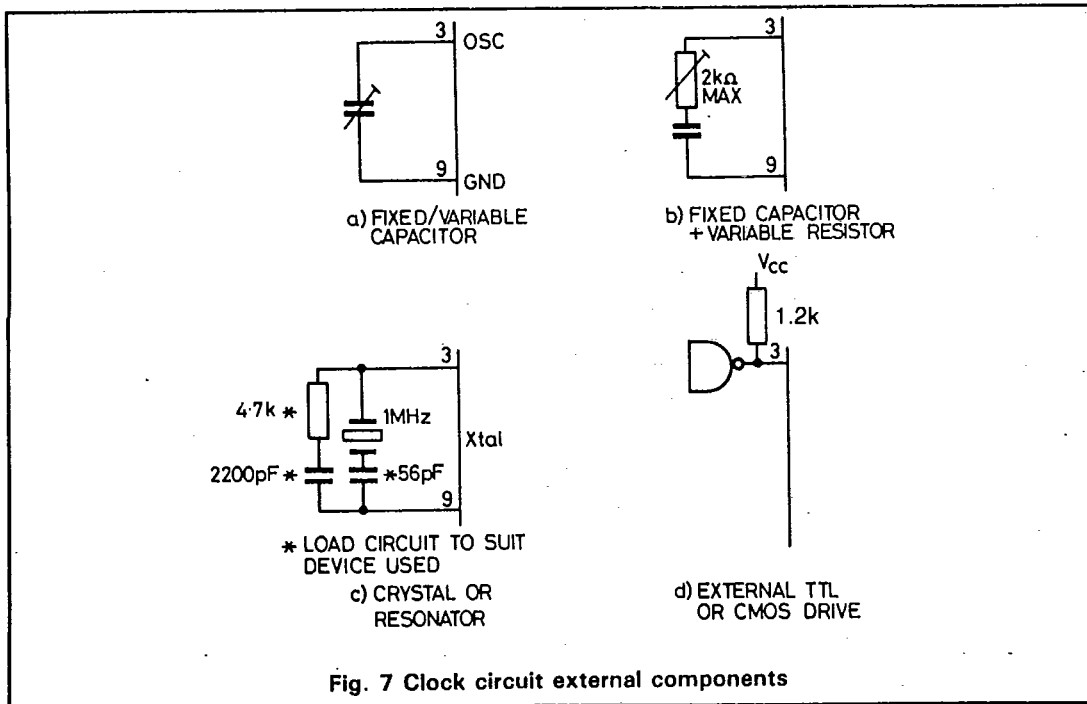 3
OSC
9
GND
a) FIXED/VARIABLE
CAPACITOR
3
2kΩ
MAX
9
b) FIXED CAPACITOR
+ VARIABLE RESISTOR
3
4.7k *
1MHz
Xtal
2200pF *
*56pF
9
* LOAD CIRCUIT TO SUIT
DEVICE USED
c) CRYSTAL OR
RESONATOR
VCC
1.2k
3
d) EXTERNAL TTL
OR CMOS DRIVE
Fig. 7 Clock circuit external components